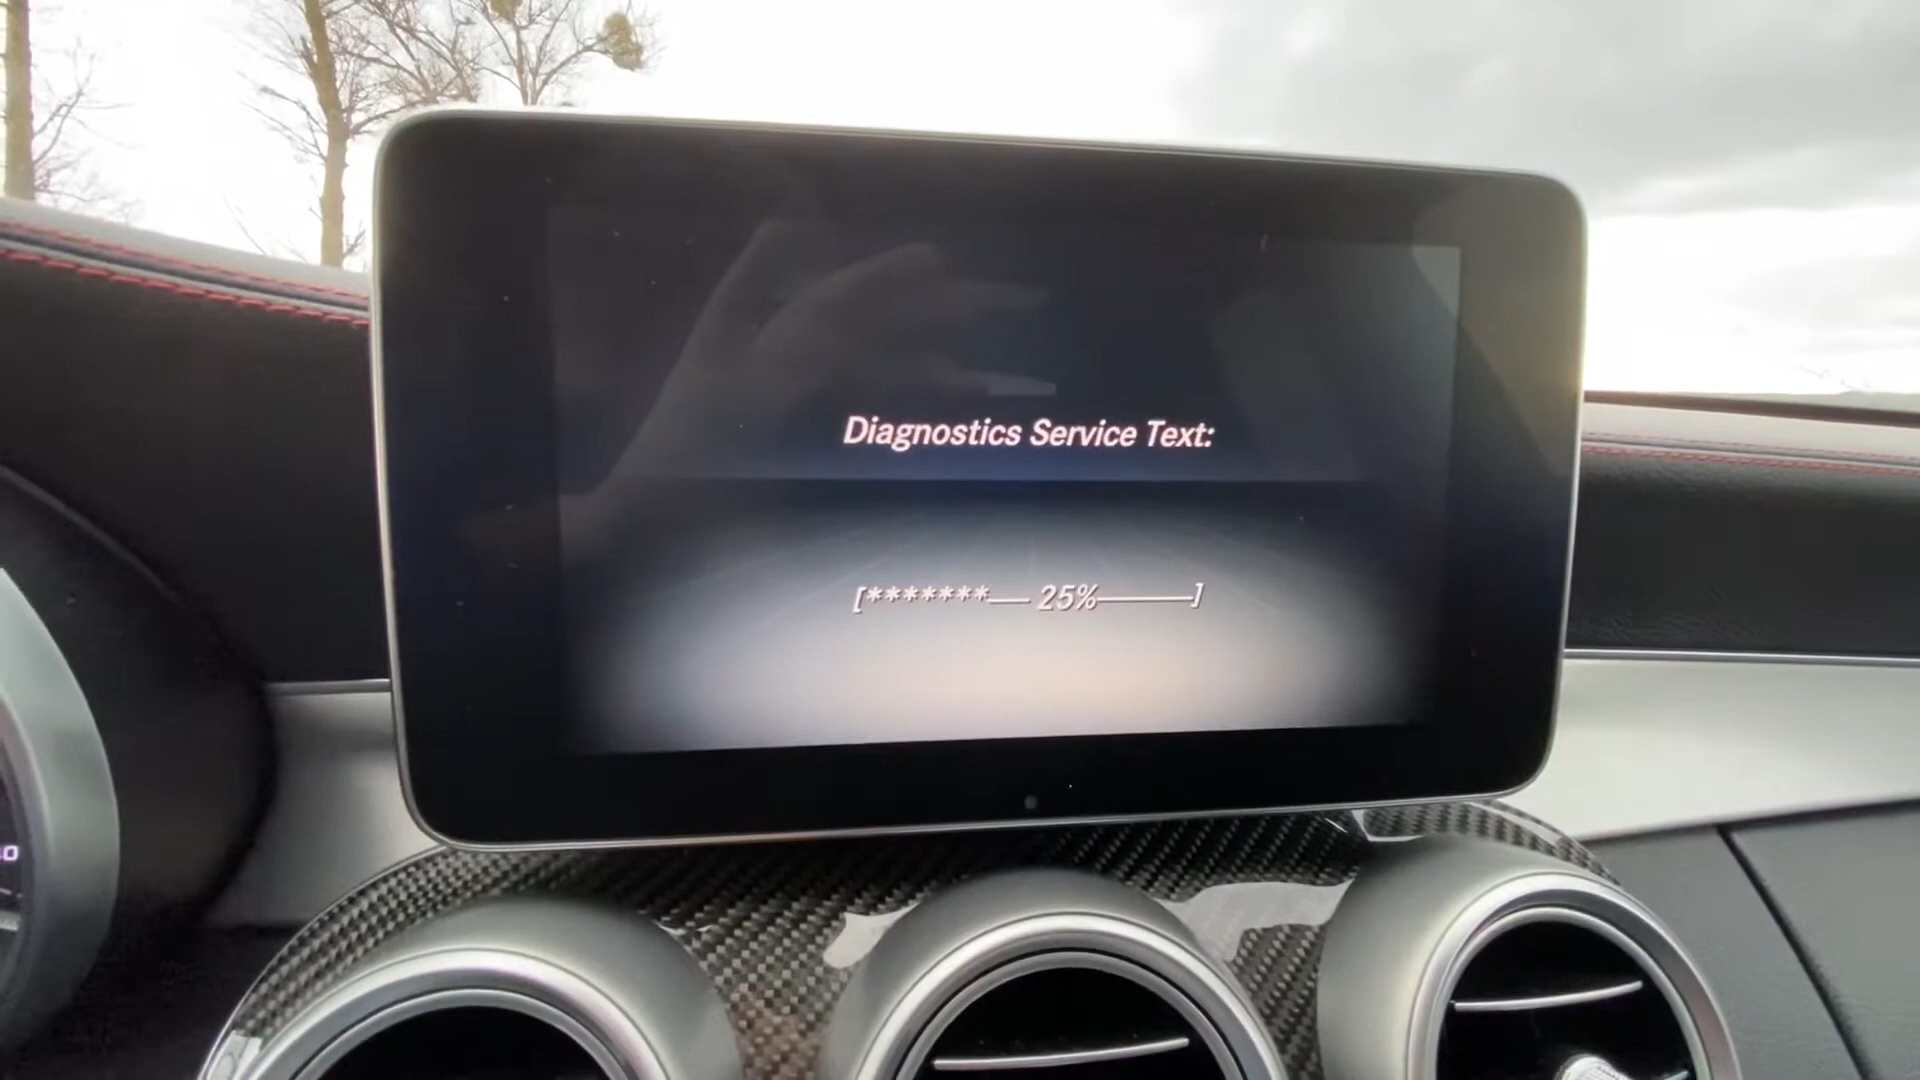 Diagnostics Service Text:
[*******–– 25%––––––]